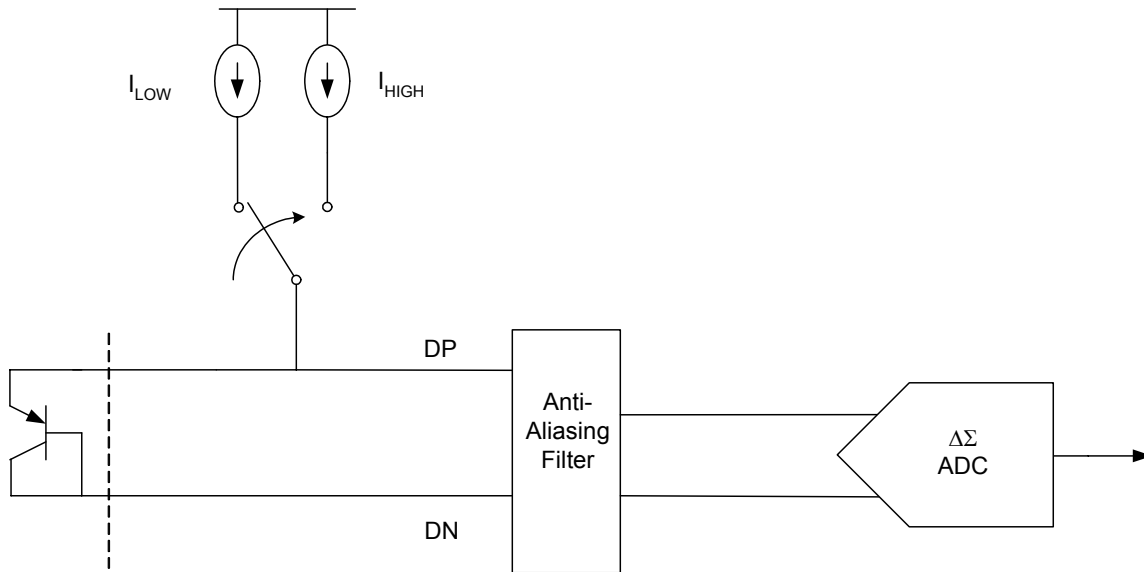 I_LOW
I_HIGH
DP
Anti-
Aliasing
Filter
ΔΣ
ADC
DN